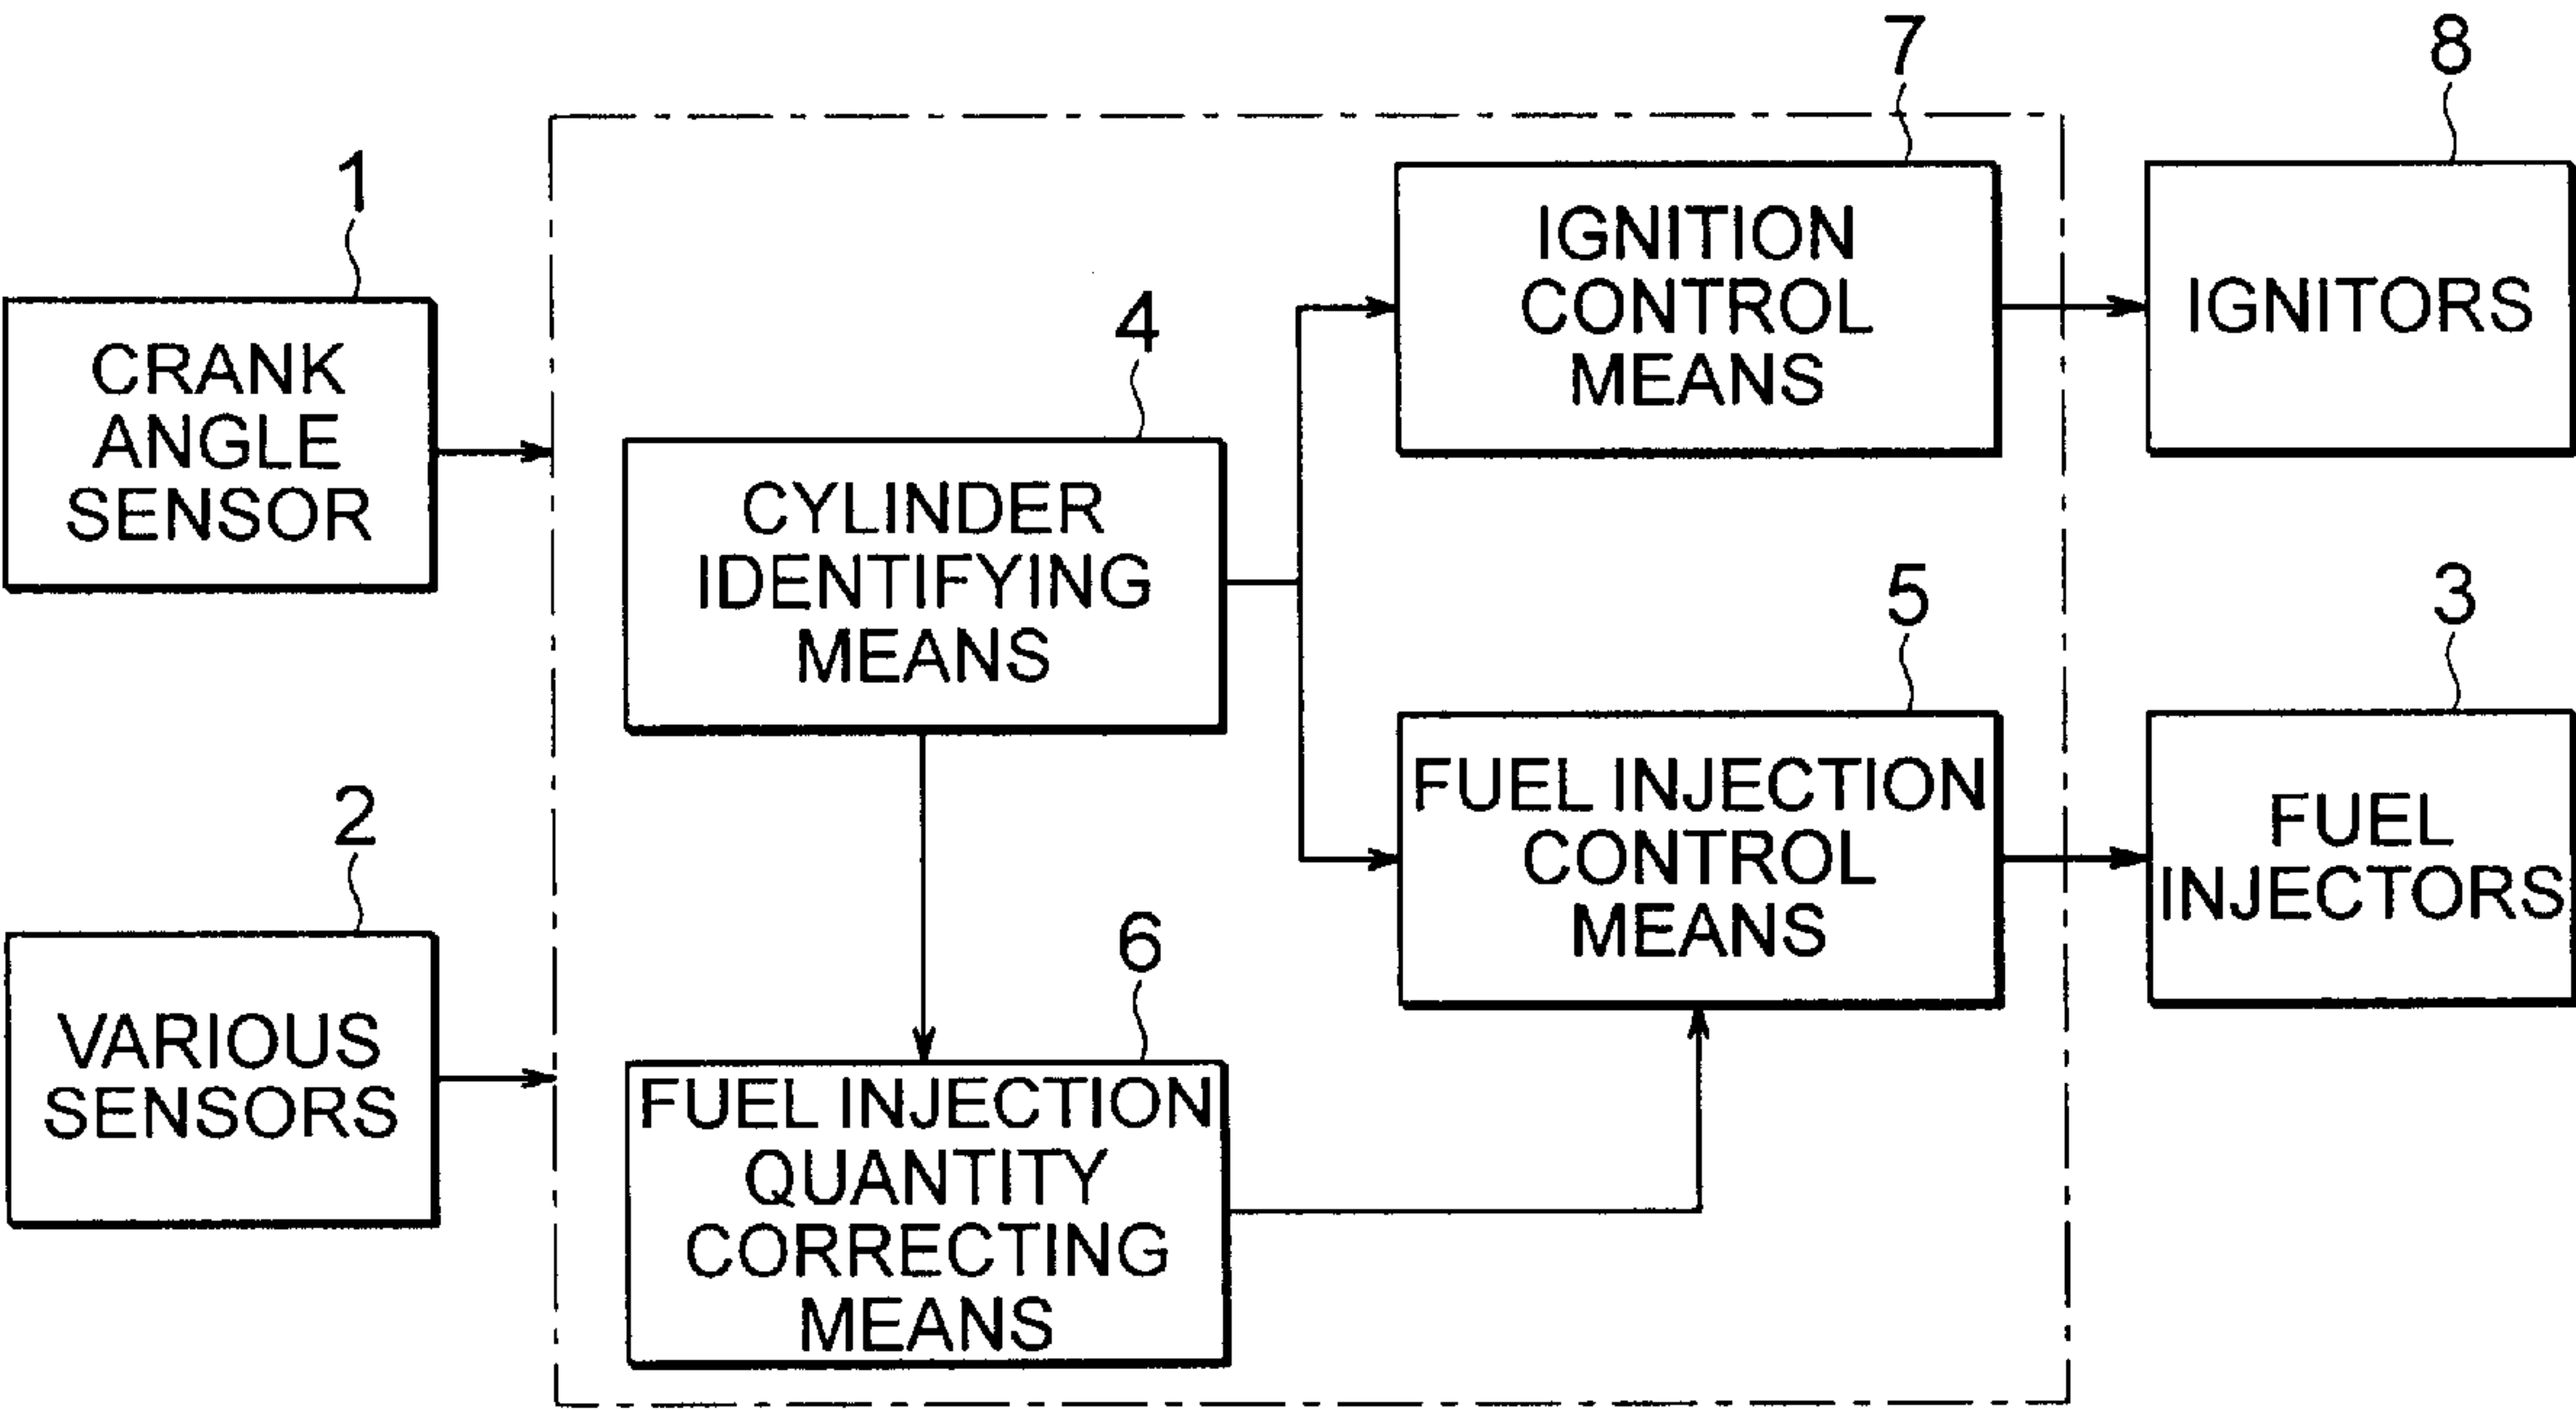 1
CRANK
ANGLE
SENSOR
2
VARIOUS
SENSORS
4
CYLINDER
IDENTIFYING
MEANS
6
FUEL INJECTION
QUANTITY
CORRECTING
MEANS
7
IGNITION
CONTROL
MEANS
5
FUEL INJECTION
CONTROL
MEANS
8
IGNITORS
3
FUEL
INJECTORS